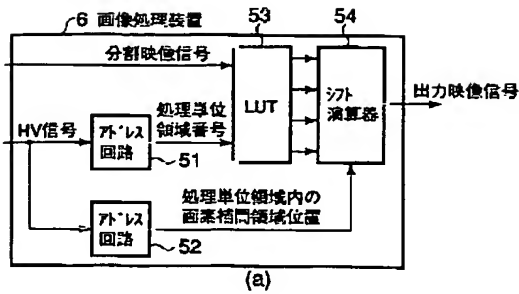 6 画像処理装置
53
54
分割映像信号
LUT
シフト
演算器
出力映像信号
HV信号
アドレス
回路
51
処理単位
領域番号
アドレス
回路
52
処理単位領域内の
画素補間領域位置
(a)